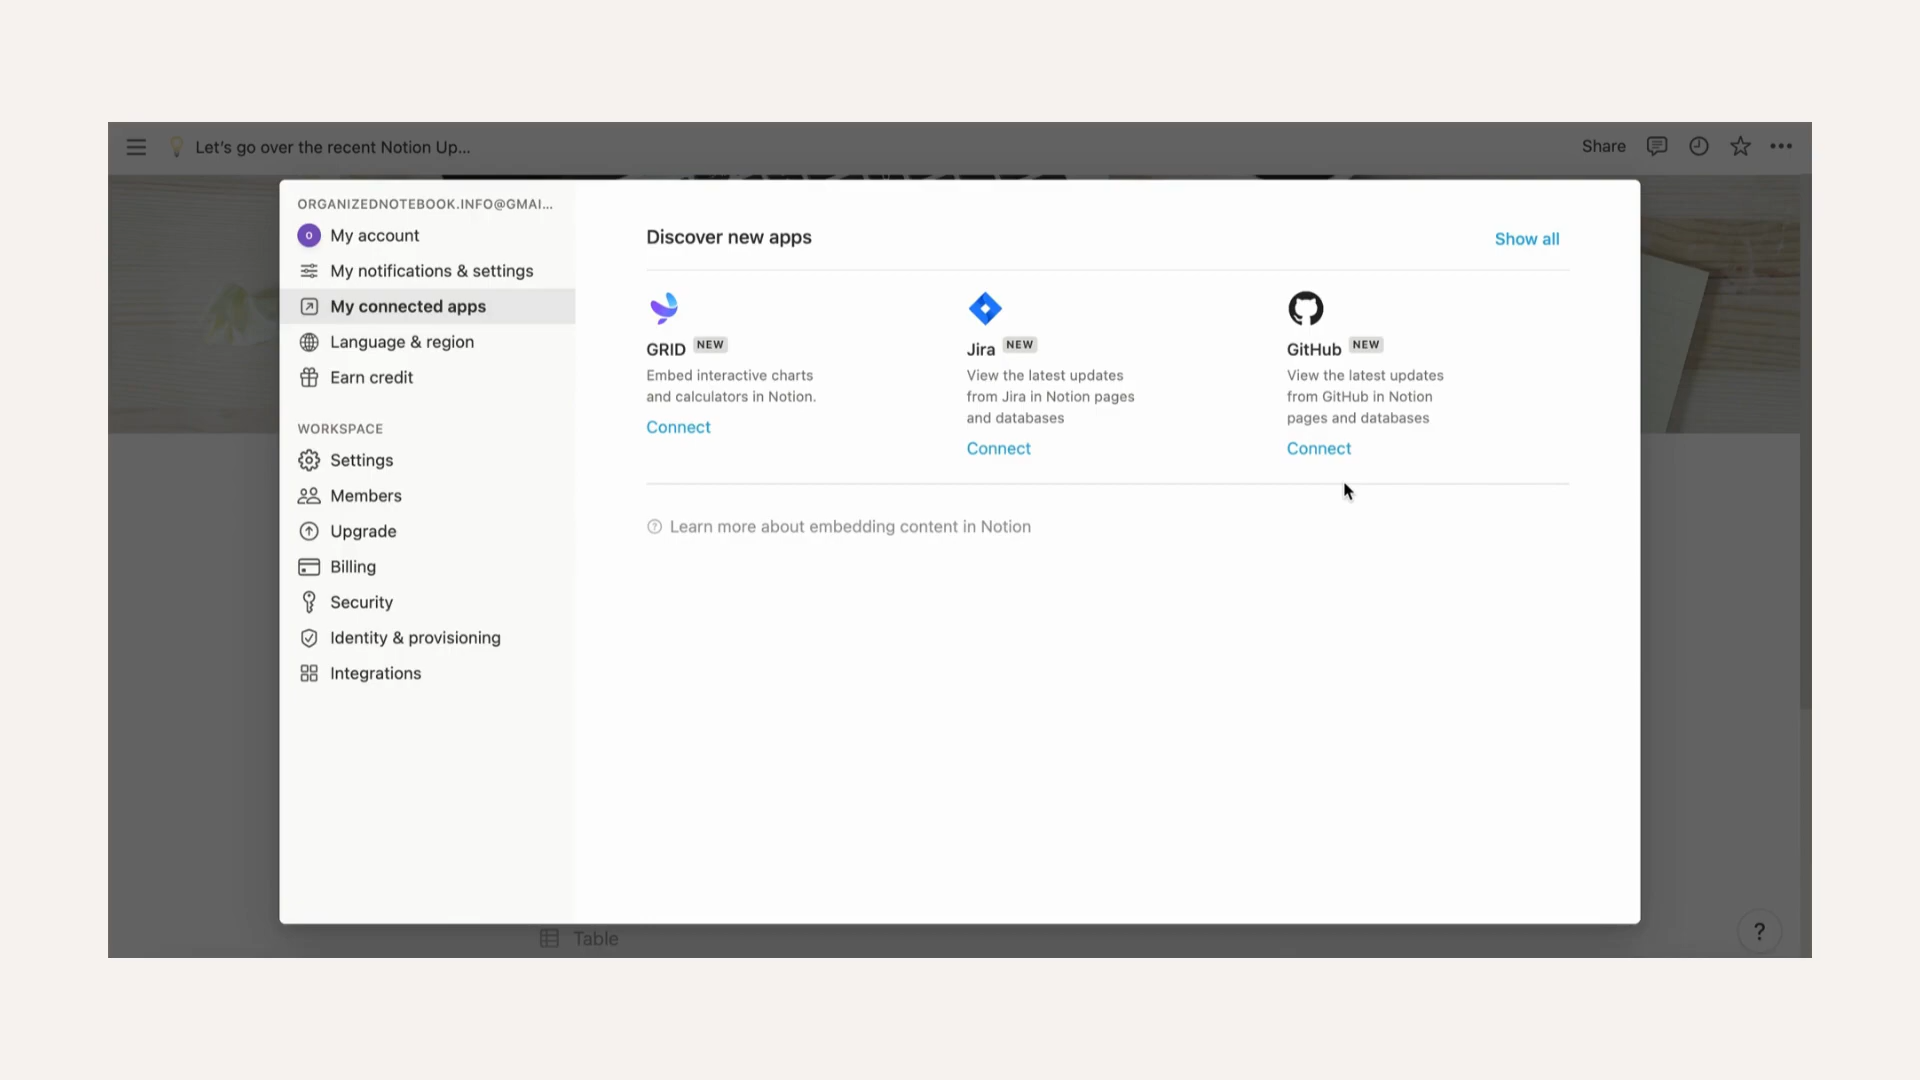 Let's go over the recent Notion Up...
Share
ORGANIZEDNOTEBOOK.INFO@GMAI...
o
My account
My notifications & settings
My connected apps
Language & region
Earn credit
WORKSPACE
Settings
Members
Upgrade
Billing
Security
Identity & provisioning
Integrations
Discover new apps
Show all
GRID NEW
Embed interactive charts
and calculators in Notion.
Connect
Jira NEW
View the latest updates
from Jira in Notion pages
and databases
Connect
GitHub NEW
View the latest updates
from GitHub in Notion
pages and databases
Connect
? Learn more about embedding content in Notion
Table
?